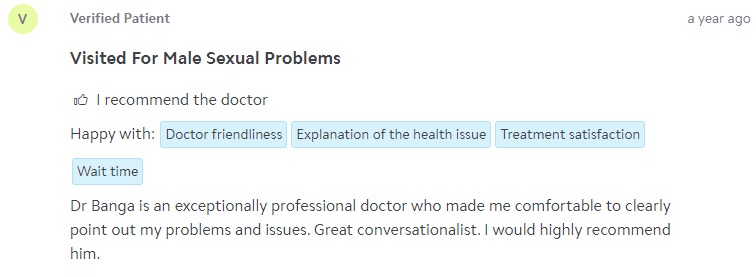 V Verified Patient a year ago
Visited For Male Sexual Problems
I recommend the doctor
Happy with: Doctor friendliness Explanation of the health issue Treatment satisfaction
Wait time
Dr Banga is an exceptionally professional doctor who made me comfortable to clearly
point out my problems and issues. Great conversationalist. I would highly recommend
him.